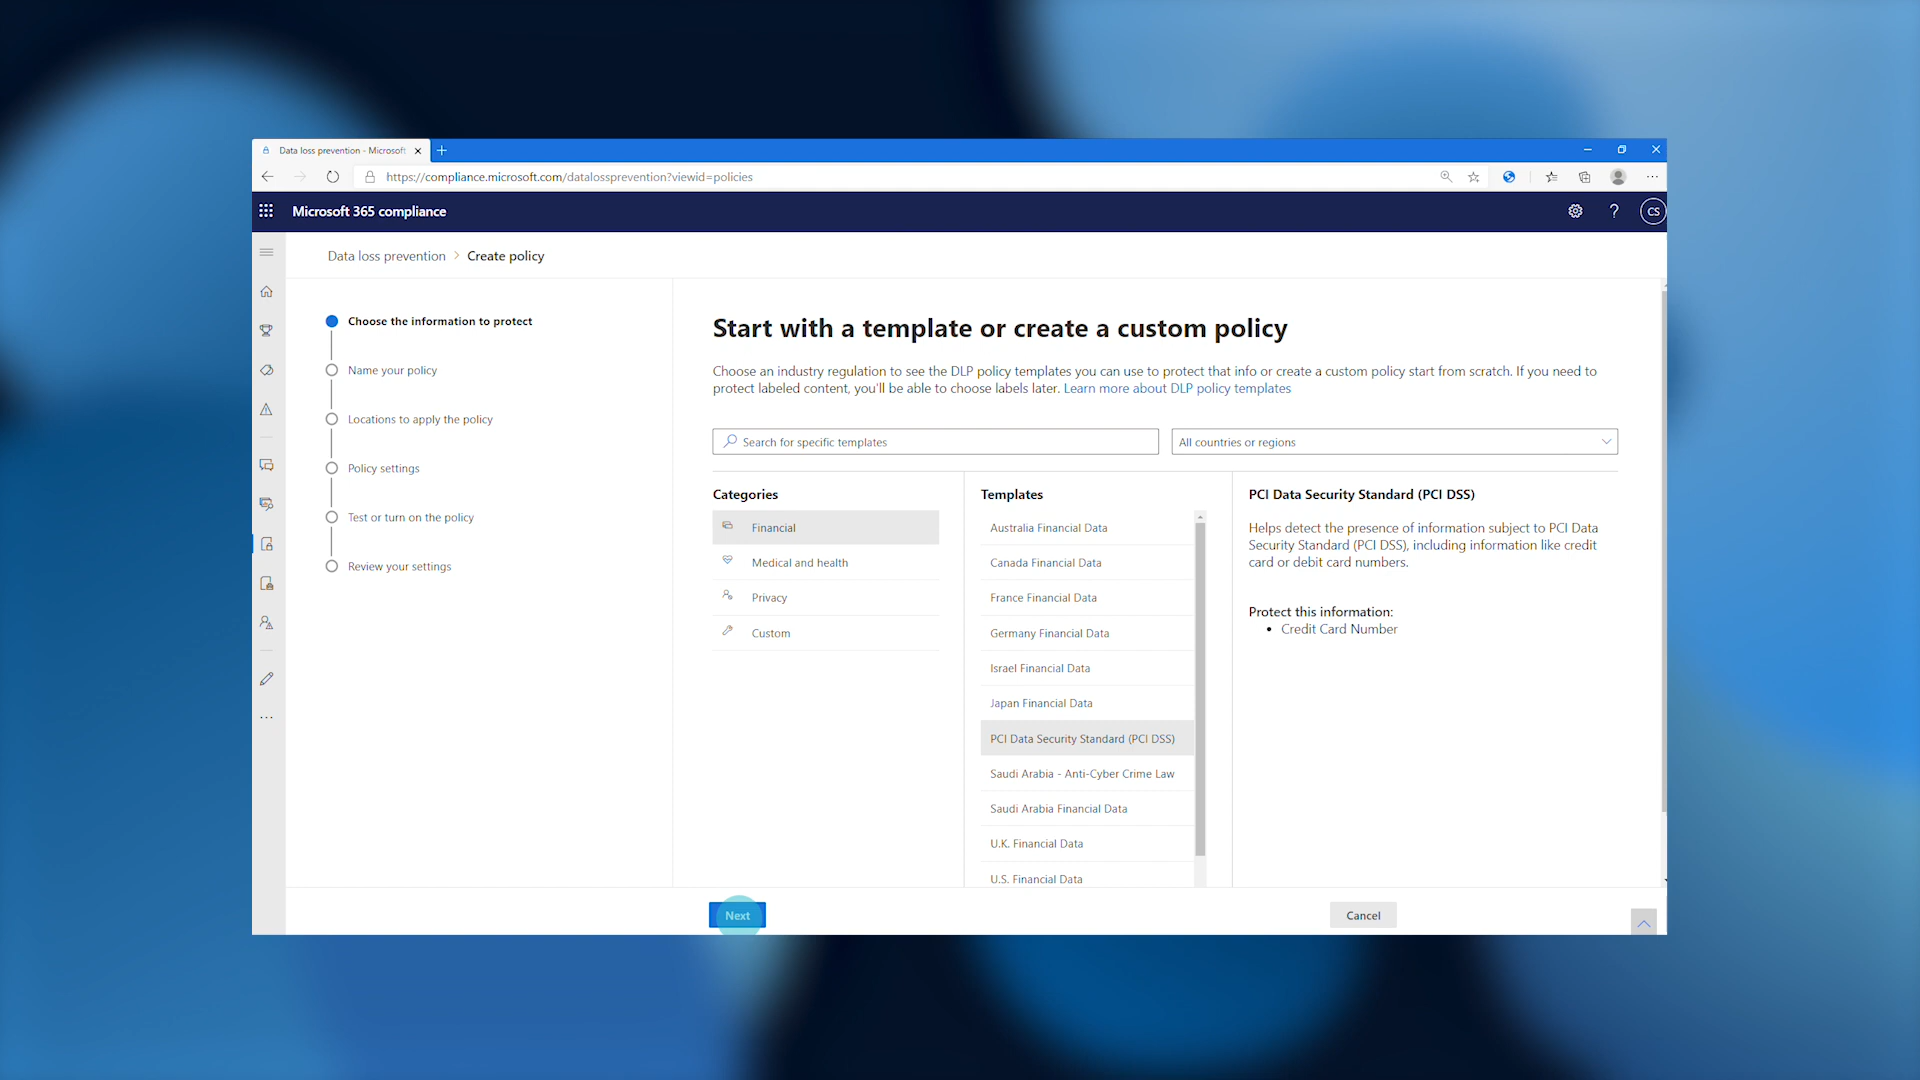 Data loss prevention - Microsoft
https://compliance.microsoft.com/datalossprevention?viewid=policies
Microsoft 365 compliance
?
CS
Data loss prevention > Create policy
Choose the information to protect
Name your policy
Locations to apply the policy
Policy settings
Test or turn on the policy
Review your settings
Start with a template or create a custom policy
Choose an industry regulation to see the DLP policy templates you can use to protect that info or create a custom policy start from scratch. If you need to
protect labeled content, you'll be able to choose labels later. Learn more about DLP policy templates
Search for specific templates
All countries or regions
Categories
Financial
Medical and health
Privacy
Custom
Templates
Australia Financial Data
Canada Financial Data
France Financial Data
Germany Financial Data
Israel Financial Data
Japan Financial Data
PCI Data Security Standard (PCI DSS)
Saudi Arabia - Anti-Cyber Crime Law
Saudi Arabia Financial Data
U.K. Financial Data
U.S. Financial Data
PCI Data Security Standard (PCI DSS)
Helps detect the presence of information subject to PCI Data
Security Standard (PCI DSS), including information like credit
card or debit card numbers.
Protect this information:
• Credit Card Number
Next
Cancel